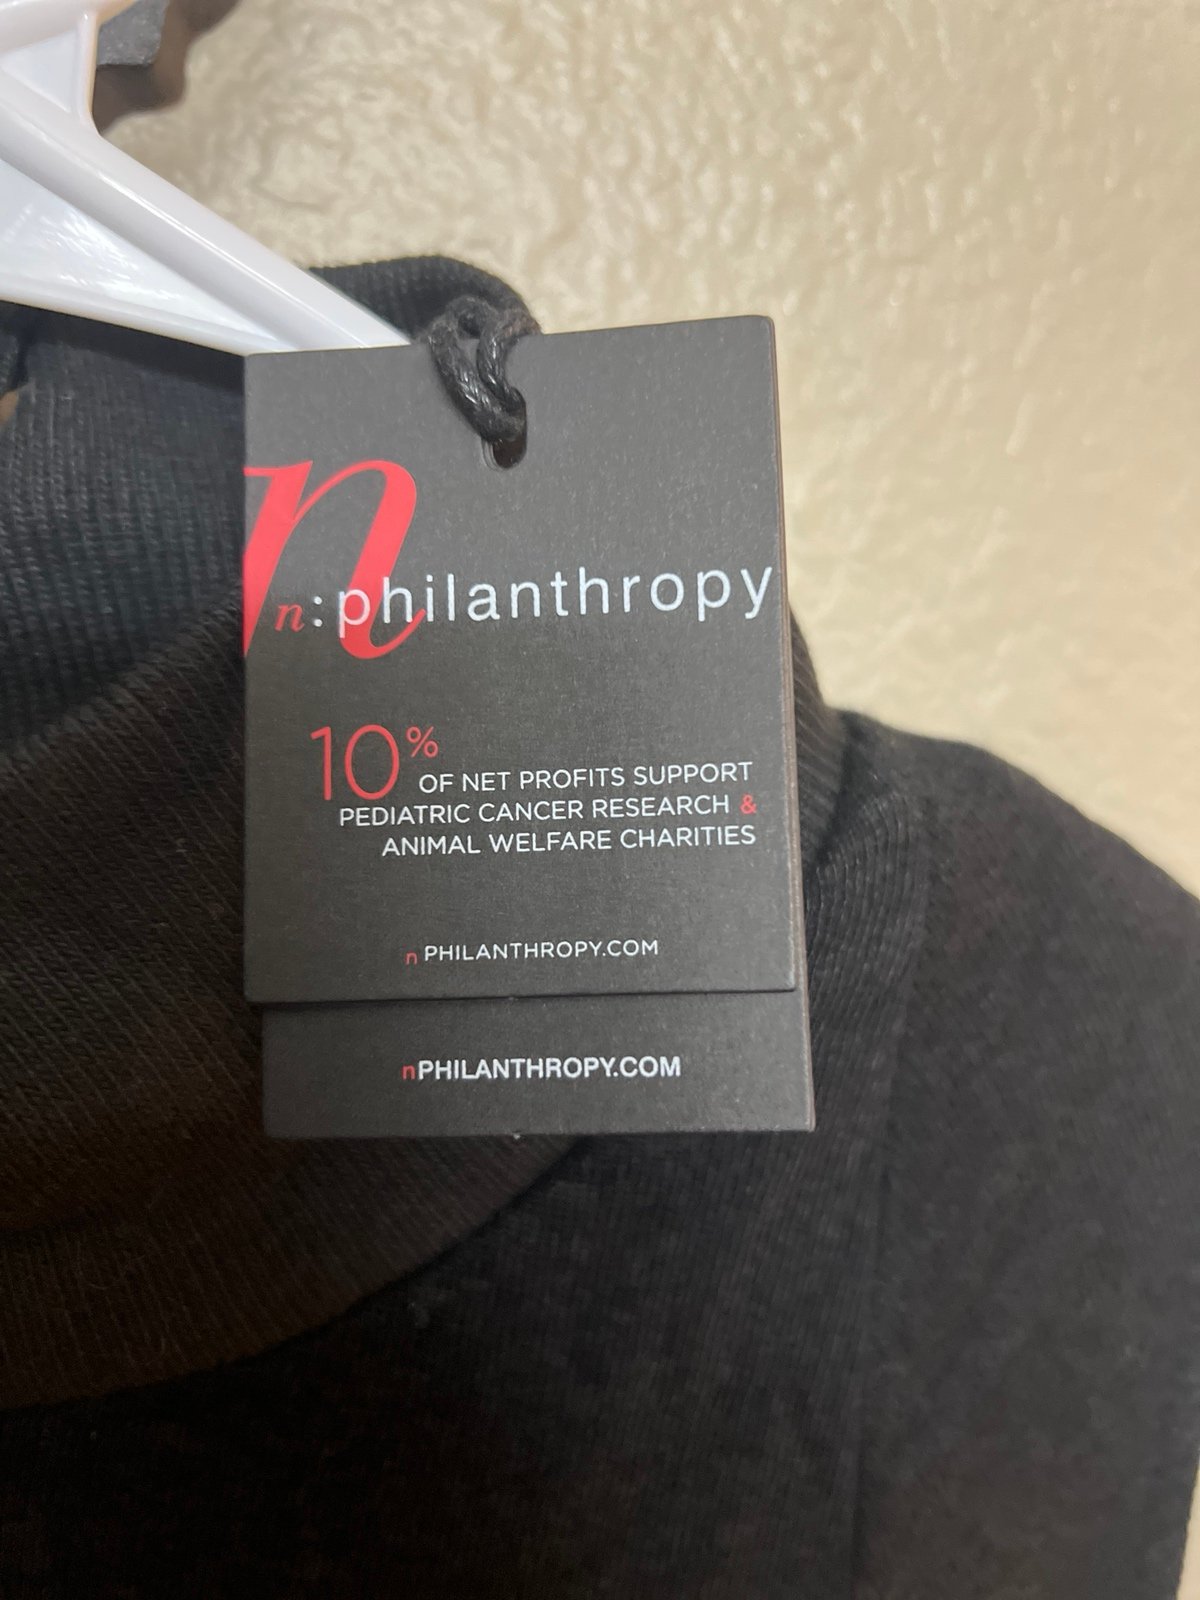 n
n:philanthropy
10%
OF NET PROFITS SUPPORT
PEDIATRIC CANCER RESEARCH &
ANIMAL WELFARE CHARITIES
nPHILANTHROPY.COM
nPHILANTHROPY.COM